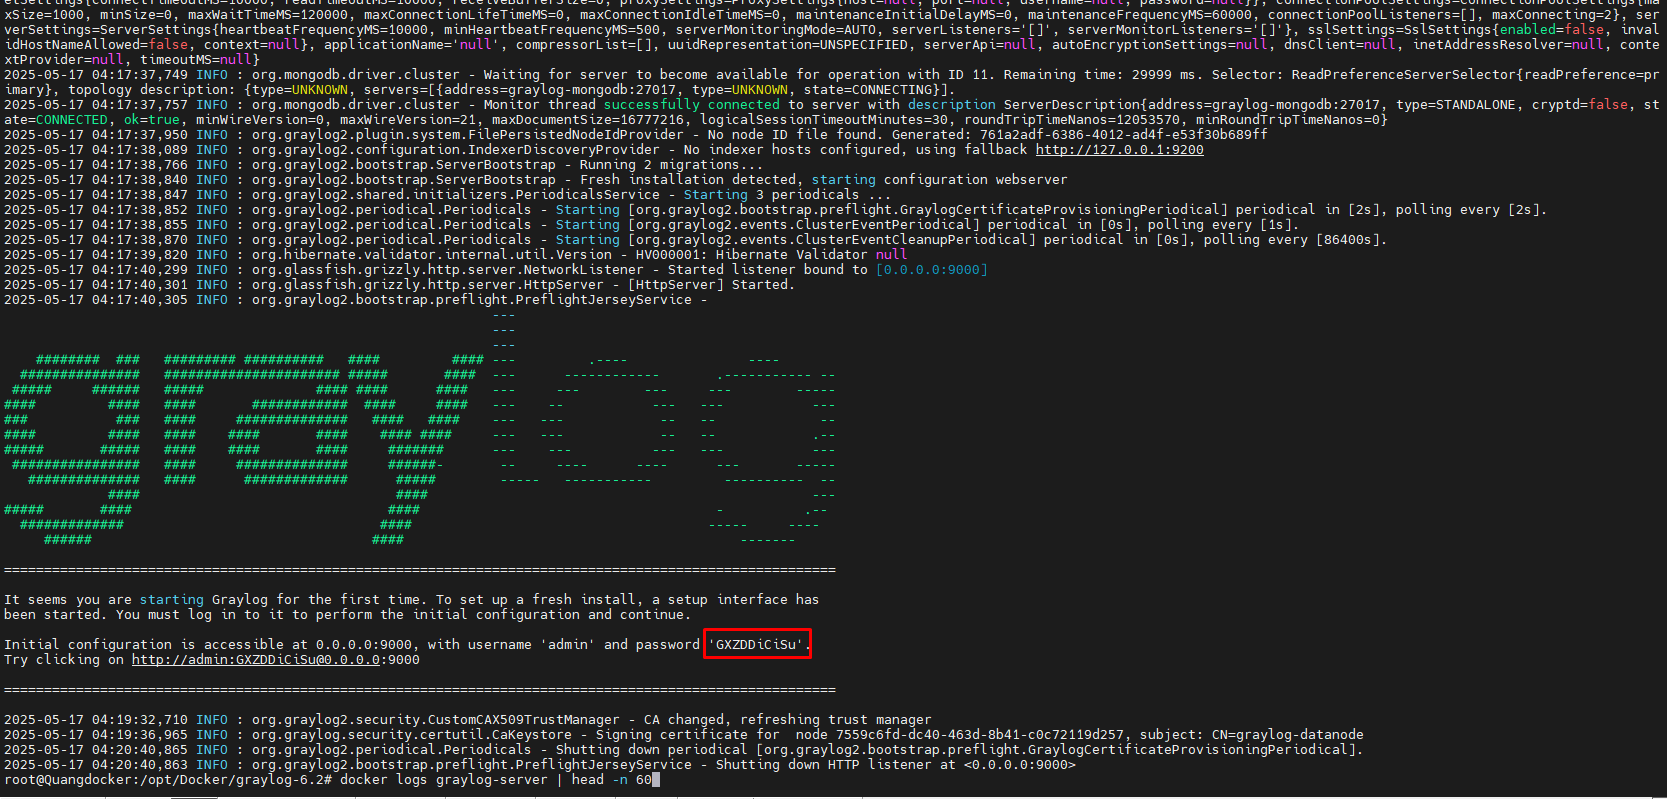 xSize=1000, minSize=0, maxWaitTimeMS=120000, maxConnectionLifeTimeMS=0, maxConnectionIdleTimeMS=0, maintenanceInitialDelayMS=0, maintenanceFrequencyMS=60000, connectionPoolListeners=[], maxConnecting=2}, ser
verSettings=ServerSettings{heartbeatFrequencyMS=10000, minHeartbeatFrequencyMS=500, serverMonitoringMode=AUTO, serverListeners='[]', serverMonitorListeners='[]'}, sslSettings=SslSettings{enabled=false, inval
idHostNameAllowed=false, context=null}, applicationName='null', compressorList=[], uuidRepresentation=UNSPECIFIED, serverApi=null, autoEncryptionSettings=null, dnsClient=null, inetAddressResolver=null, conte
xtProvider=null, timeoutMS=null}
2025-05-17 04:17:37,749 INFO : org.mongodb.driver.cluster - Waiting for server to become available for operation with ID 11. Remaining time: 29999 ms. Selector: ReadPreferenceServerSelector{readPreference=pr
imary}, topology description: {type=UNKNOWN, servers=[{address=graylog-mongodb:27017, type=UNKNOWN, state=CONNECTING}].
2025-05-17 04:17:37,757 INFO : org.mongodb.driver.cluster - Monitor thread successfully connected to server with description ServerDescription{address=graylog-mongodb:27017, type=STANDALONE, cryptd=false, st
ate=CONNECTED, ok=true, minWireVersion=0, maxWireVersion=21, maxDocumentSize=16777216, logicalSessionTimeoutMinutes=30, roundTripTimeNanos=12053570, minRoundTripTimeNanos=0}
2025-05-17 04:17:37,950 INFO : org.graylog2.plugin.system.FilePersistedNodeIdProvider - No node ID file found. Generated: 761a2adf-6386-4012-ad4f-e53f30b689ff
2025-05-17 04:17:38,089 INFO : org.graylog2.configuration.IndexerDiscoveryProvider - No indexer hosts configured, using fallback http://127.0.0.1:9200
2025-05-17 04:17:38,766 INFO : org.graylog2.bootstrap.ServerBootstrap - Running 2 migrations...
2025-05-17 04:17:38,840 INFO : org.graylog2.bootstrap.ServerBootstrap - Fresh installation detected, starting configuration webserver
2025-05-17 04:17:38,847 INFO : org.graylog2.shared.initializers.PeriodicalsService - Starting 3 periodicals ...
2025-05-17 04:17:38,852 INFO : org.graylog2.periodical.Periodicals - Starting [org.graylog2.bootstrap.preflight.GraylogCertificateProvisioningPeriodical] periodical in [2s], polling every [2s].
2025-05-17 04:17:38,855 INFO : org.graylog2.periodical.Periodicals - Starting [org.graylog2.events.ClusterEventPeriodical] periodical in [0s], polling every [1s].
2025-05-17 04:17:38,870 INFO : org.graylog2.periodical.Periodicals - Starting [org.graylog2.events.ClusterEventCleanupPeriodical] periodical in [0s], polling every [86400s].
2025-05-17 04:17:39,820 INFO : org.hibernate.validator.internal.util.Version - HV000001: Hibernate Validator null
2025-05-17 04:17:40,299 INFO : org.glassfish.grizzly.http.server.NetworkListener - Started listener bound to [0.0.0.0:9000]
2025-05-17 04:17:40,301 INFO : org.glassfish.grizzly.http.server.HttpServer - [HttpServer] Started.
2025-05-17 04:17:40,305 INFO : org.graylog2.bootstrap.preflight.PreflightJerseyService -
graylog
It seems you are starting Graylog for the first time. To set up a fresh install, a setup interface has
been started. You must log in to it to perform the initial configuration and continue.
Initial configuration is accessible at 0.0.0.0:9000, with username 'admin' and password 'GXZDDiCiSu'.
Try clicking on http://admin:GXZDDiCiSu@0.0.0.0:9000
2025-05-17 04:19:32,710 INFO : org.graylog2.security.CustomCAX509TrustManager - CA changed, refreshing trust manager
2025-05-17 04:19:36,965 INFO : org.graylog.security.certutil.CaKeystore - Signing certificate for  node 7559c6fd-dc40-463d-8b41-c0c72119d257, subject: CN=graylog-datanode
2025-05-17 04:20:40,865 INFO : org.graylog2.periodical.Periodicals - Shutting down periodical [org.graylog2.bootstrap.preflight.GraylogCertificateProvisioningPeriodical].
2025-05-17 04:20:40,863 INFO : org.graylog2.bootstrap.preflight.PreflightJerseyService - Shutting down HTTP listener at <0.0.0.0:9000>
root@Quangdocker:/opt/Docker/graylog-6.2# docker logs graylog-server | head -n 60